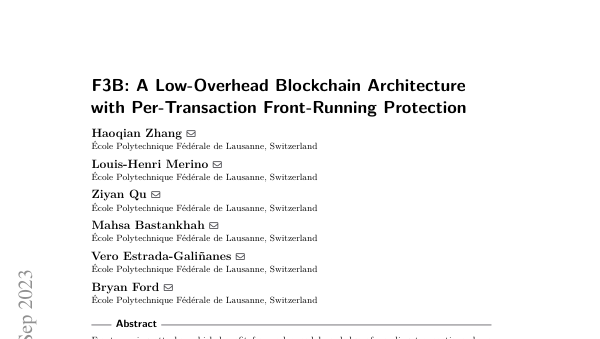 F3B: A Low-Overhead Blockchain Architecture
with Per-Transaction Front-Running Protection
Haoqian Zhang
École Polytechnique Fédérale de Lausanne, Switzerland
Louis-Henri Merino
École Polytechnique Fédérale de Lausanne, Switzerland
Ziyan Qu
École Polytechnique Fédérale de Lausanne, Switzerland
Mahsa Bastankhah
École Polytechnique Fédérale de Lausanne, Switzerland
Vero Estrada-Galiñanes
École Polytechnique Fédérale de Lausanne, Switzerland
Bryan Ford
École Polytechnique Fédérale de Lausanne, Switzerland
Sep 2023
Abstract